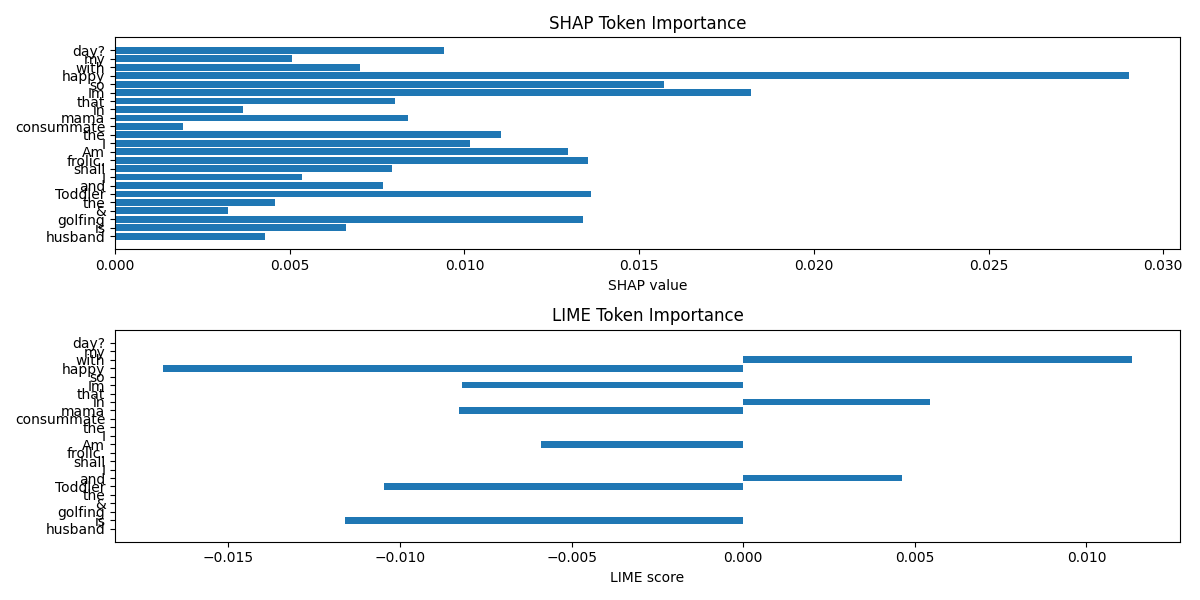 SHAP Token Importance
day?
my
with
happy
so
Im
that
in
mama
consummate
the
I
Am
frolic.
shall
I
and
Toddler
the
&
golfing
is
husband
0.000 0.005 0.010 0.015 0.020 0.025 0.030
SHAP value
LIME Token Importance
day?
my
with
happy
so
Im
that
in
mama
consummate
the
I
Am
frolic.
shall
I
and
Toddler
the
&
golfing
is
husband
−0.015 −0.010 −0.005 0.000 0.005 0.010
LIME score